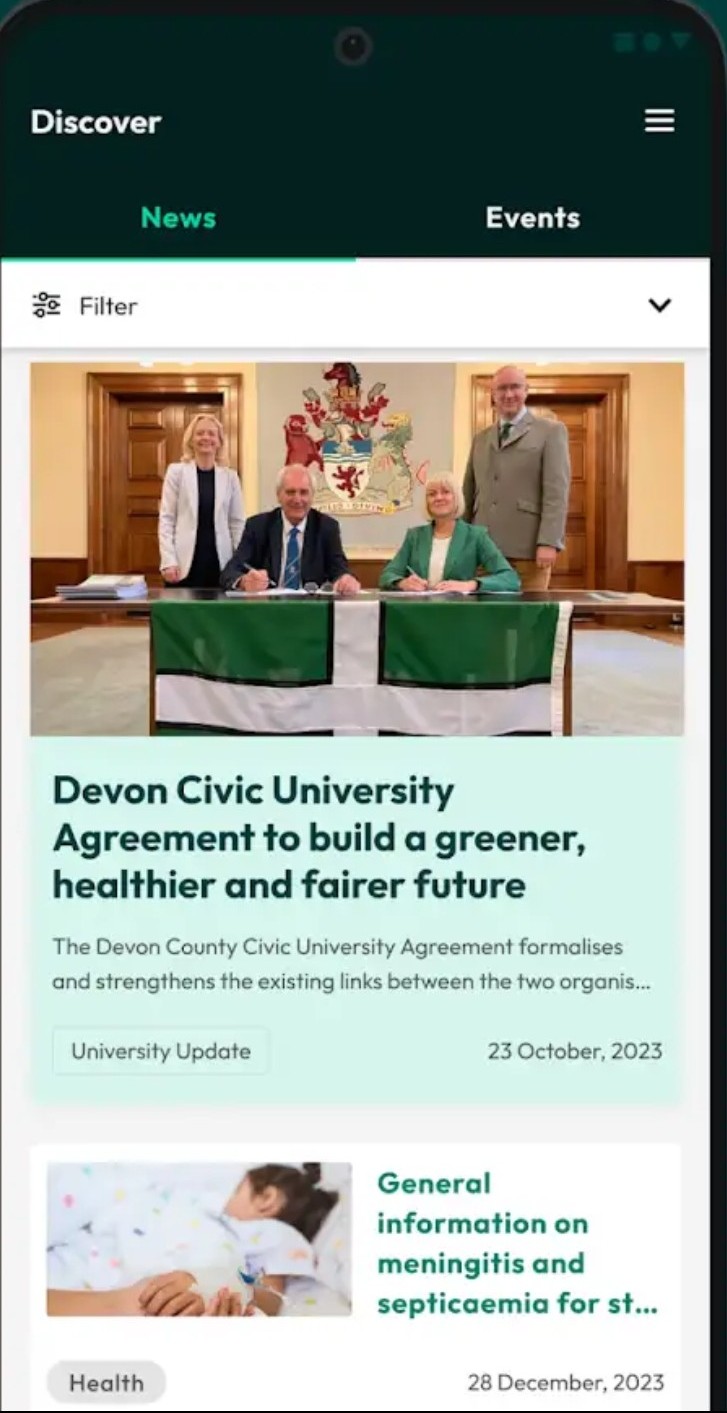 Discover
News
Events
Filter
Devon Civic University
Agreement to build a greener,
healthier and fairer future
The Devon County Civic University Agreement formalises
and strengthens the existing links between the two organis...
University Update
23 October, 2023
General
information on
meningitis and
septicaemia for st...
Health
28 December, 2023